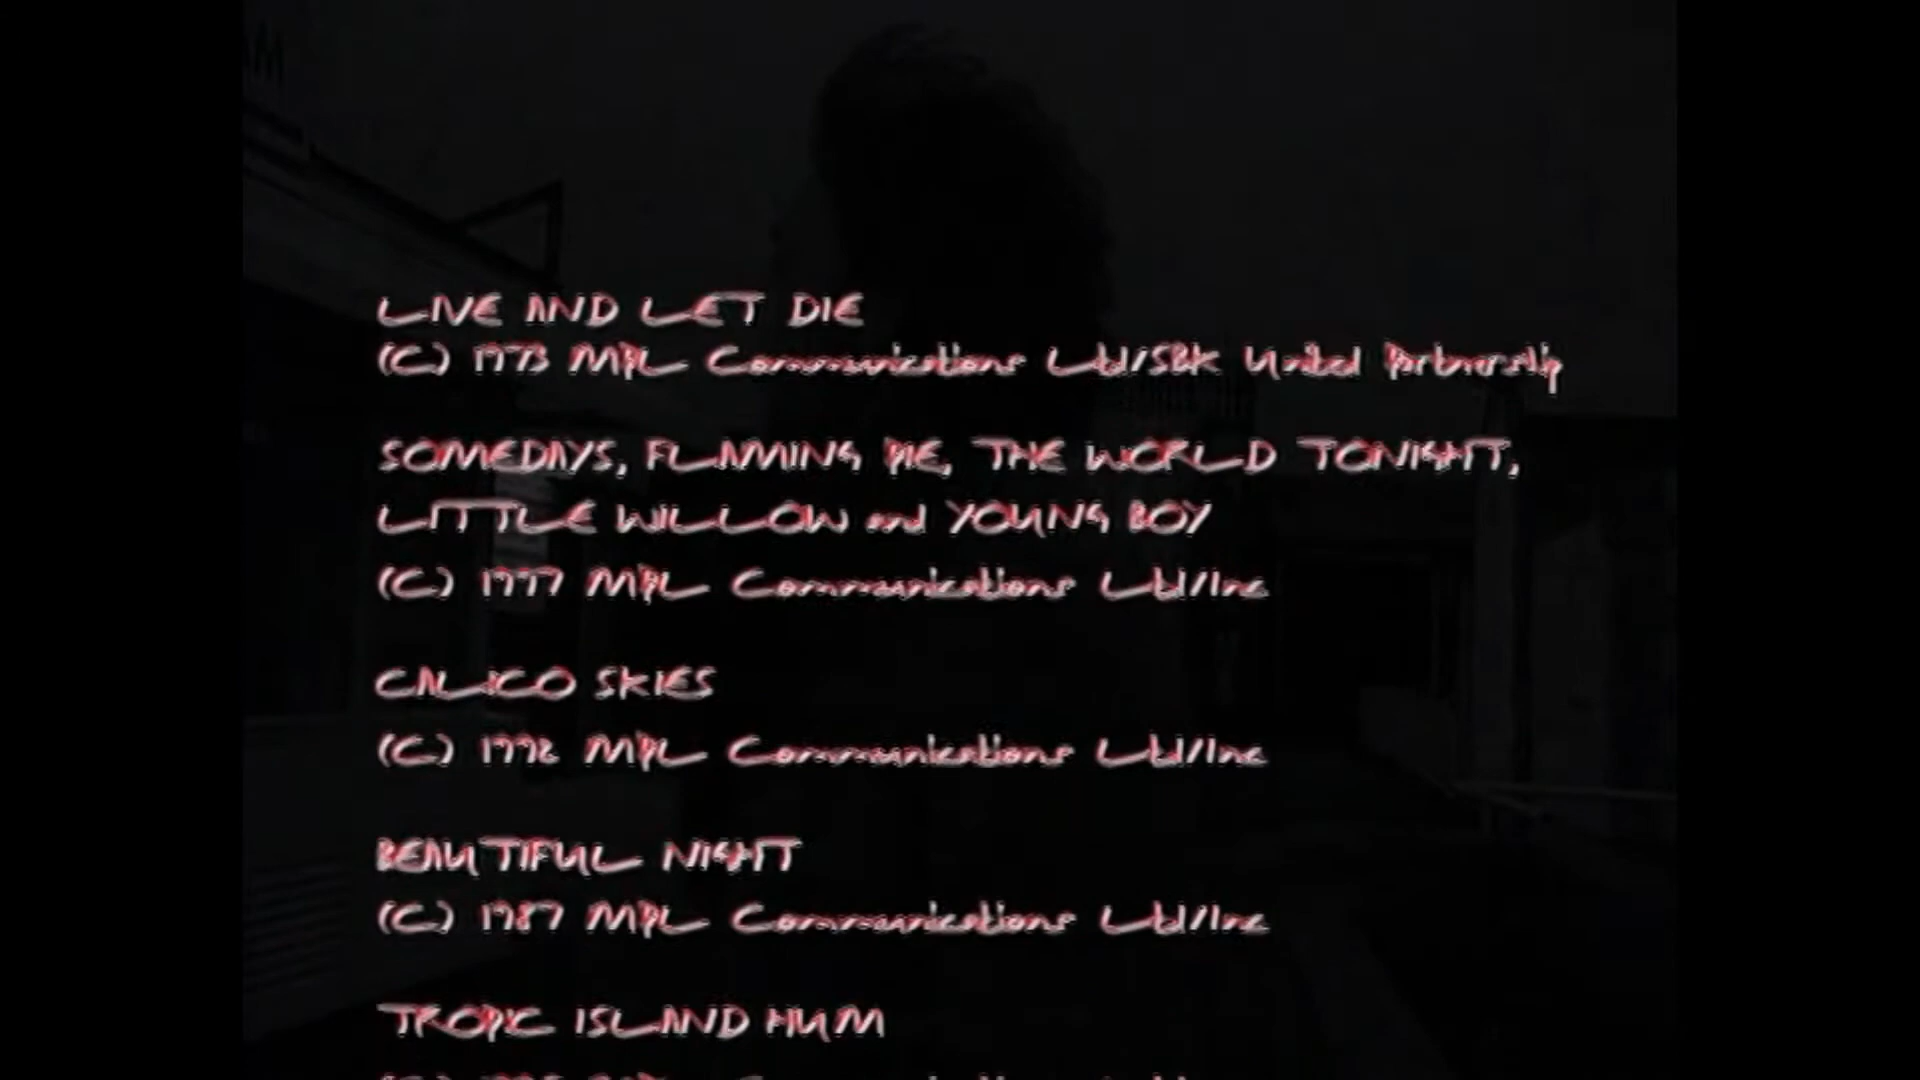 LIVE AND LET DIE
(C) 1973 MPL Communications Ltd/SBK United Partnership
SOMEDAYS, FLAMING PIE, THE WORLD TONIGHT,
LITTLE WILLOW and YOUNG BOY
(C) 1997 MPL Communications Ltd/Inc
CALICO SKIES
(C) 1992 MPL Communications Ltd/Inc
BEAUTIFUL NIGHT
(C) 1987 MPL Communications Ltd/Inc
TROPIC ISLAND HUM